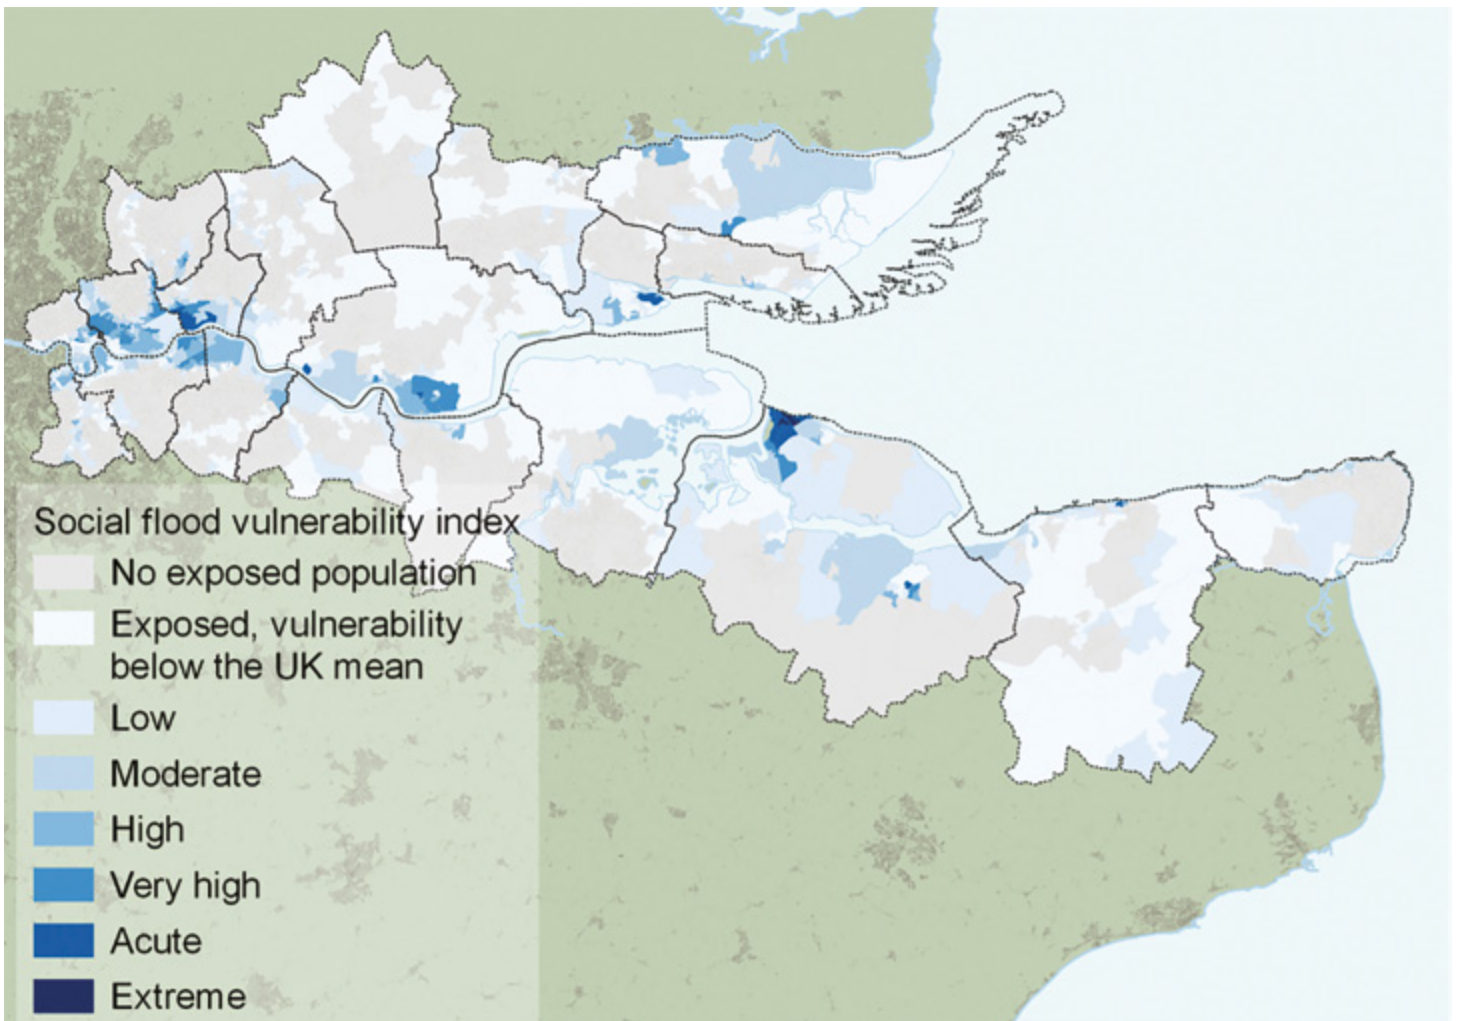 Social flood vulnerability index
No exposed population
Exposed, vulnerability
below the UK mean
Low
Moderate
High
Very high
Acute
Extreme